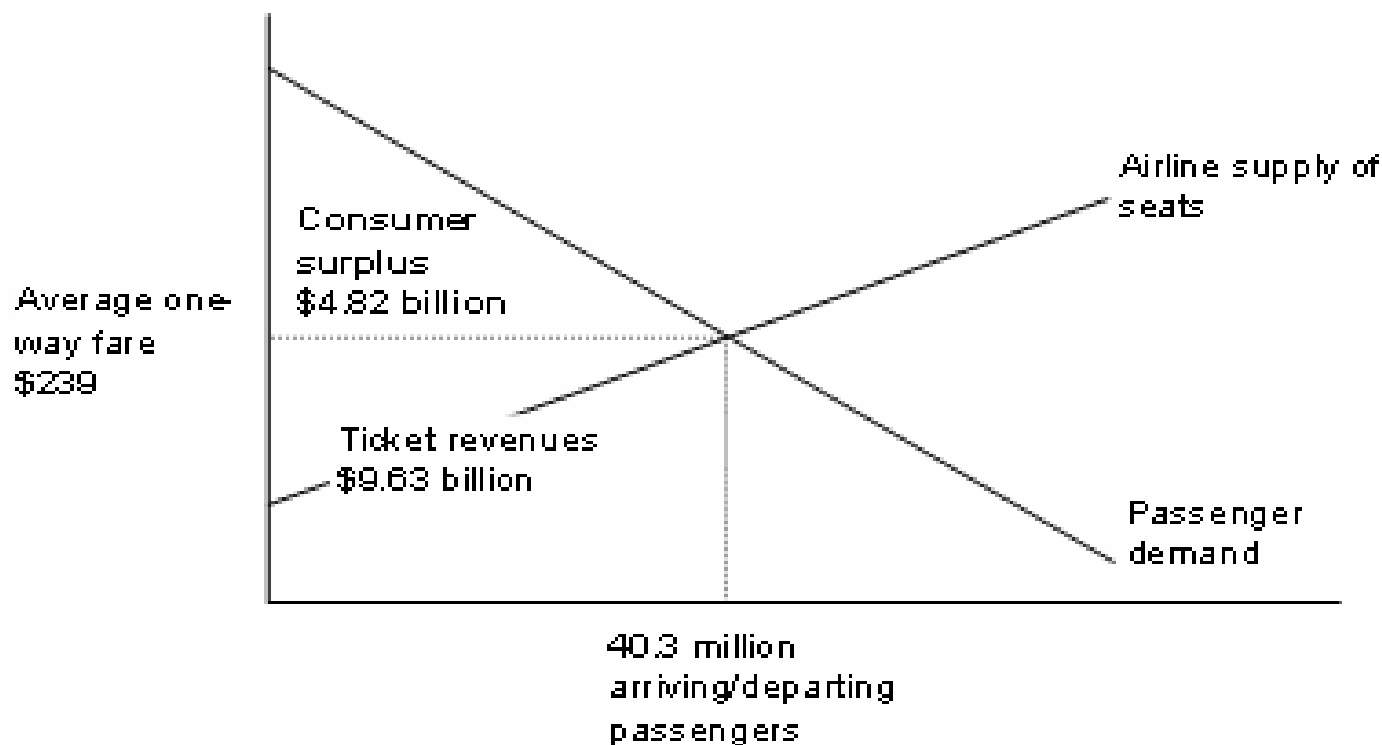 Airline supply of
seats
Consumer
surplus
$4.82 billion
Average one-
way fare
$239
Ticket revenues
$9.63 billion
Passenger
demand
40.3 million
arriving/departing
passengers